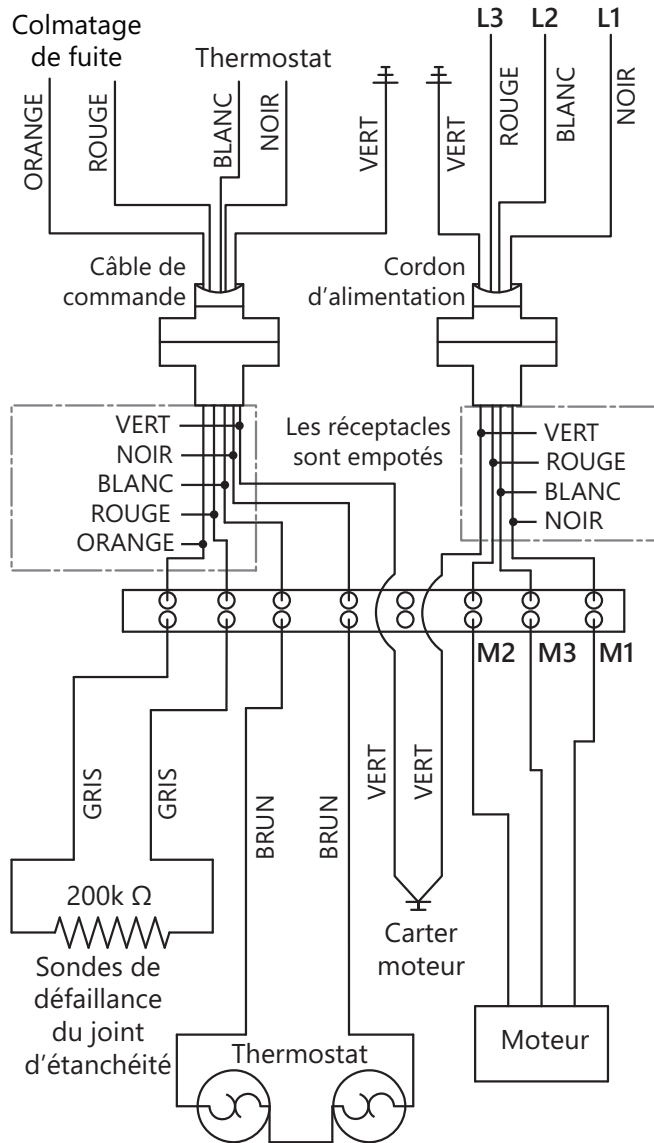 Colmatage
de fuite
Thermostat
L3
L2
L1
ORANGE
ROUGE
BLANC
NOIR
VERT
VERT
ROUGE
BLANC
NOIR
Câble de
commande
Cordon
d'alimentation
VERT
NOIR
BLANC
ROUGE
ORANGE
Les réceptacles
sont empotés
VERT
ROUGE
BLANC
NOIR
M2
M3
M1
GRIS
GRIS
BRUN
BRUN
VERT
VERT
200k Ω
Sondes de
défaillance
du joint
d'étanchéité
Carter
moteur
Thermostat
Moteur